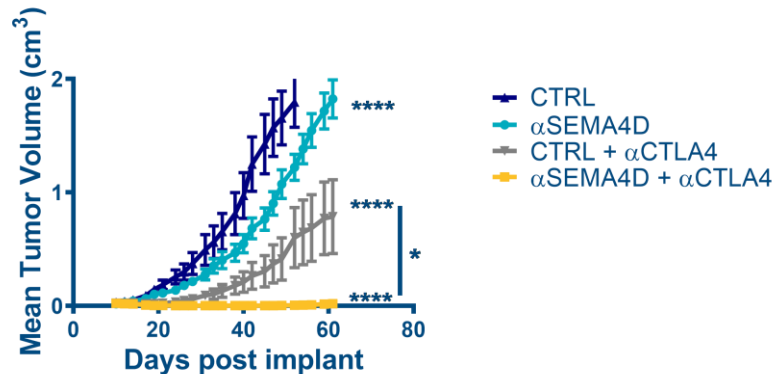 Mean Tumor Volume (cm³)
2
1
0
0
20
40
60
80
Days post implant
****
****
*
****
CTRL
αSEMA4D
CTRL + αCTLA4
αSEMA4D + αCTLA4